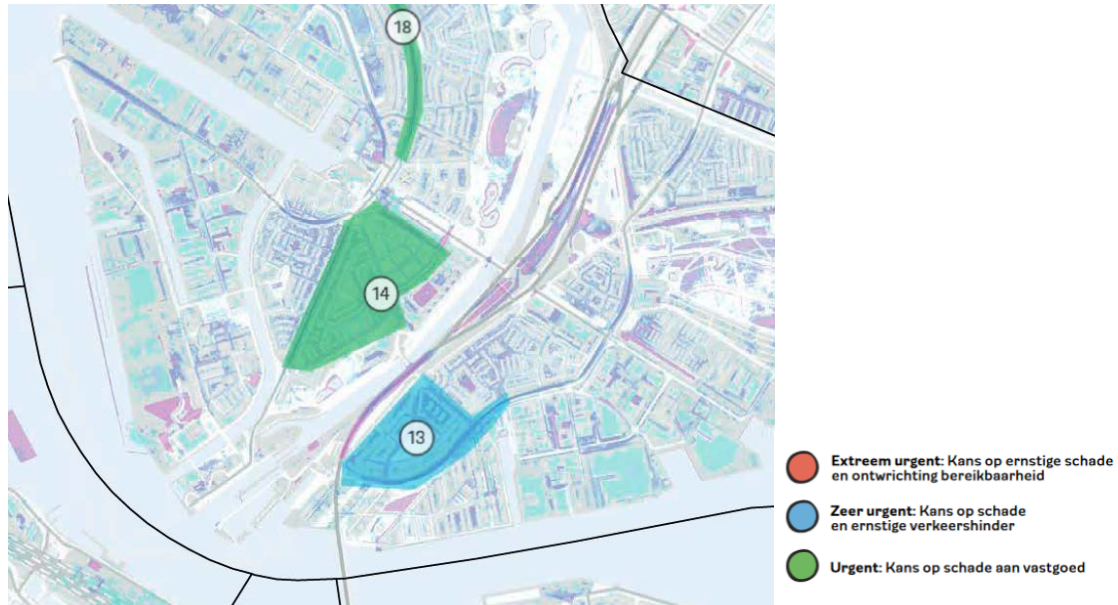 18
14
13
Extreem urgent: Kans op ernstige schade
en ontwrichting bereikbaarheid
Zeer urgent: Kans op schade
en ernstige verkeershinder
Urgent: Kans op schade aan vastgoed